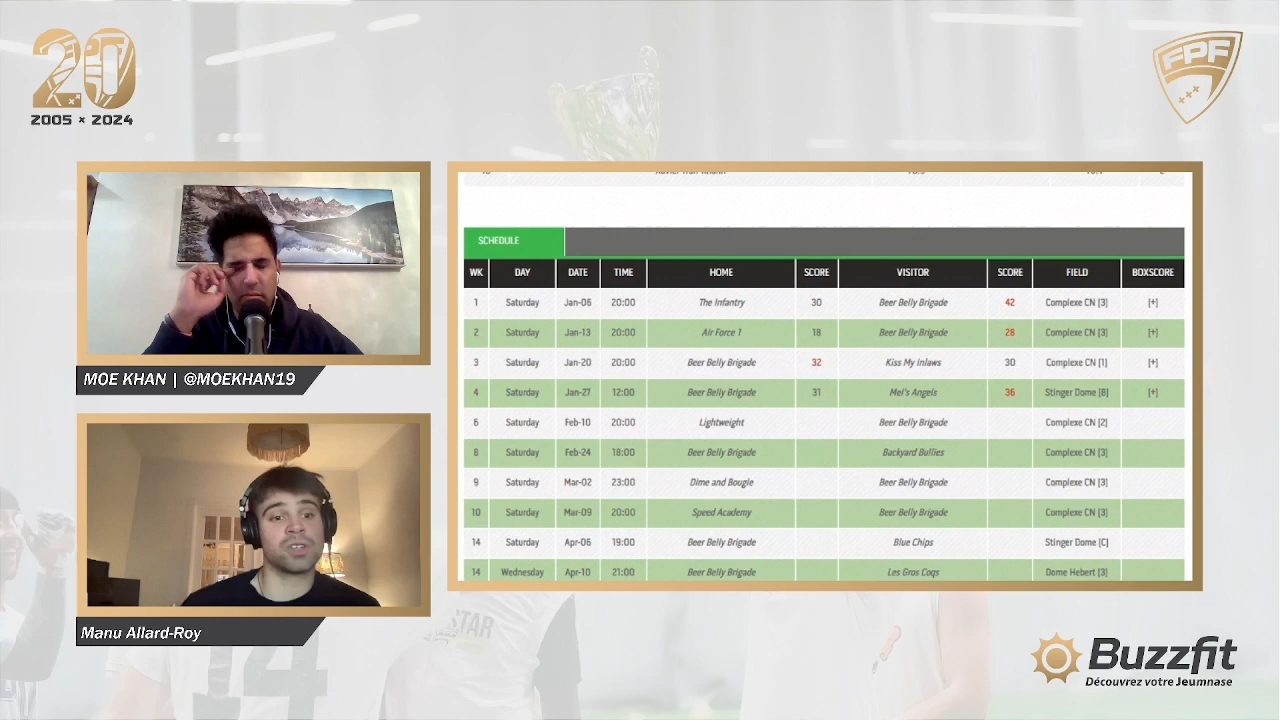 20
2005 × 2024
FPF
MOE KHAN | @MOEKHAN19
Manu Allard-Roy
SCHEDULE
WK DAY DATE TIME HOME SCORE VISITOR SCORE FIELD BOXSCORE
1 Saturday Jan-06 20:00 The Infantry 30 Beer Belly Brigade 42 Complexe CN [3] [+]
2 Saturday Jan-13 20:00 Air Force 1 18 Beer Belly Brigade 28 Complexe CN [3] [+]
3 Saturday Jan-20 20:00 Beer Belly Brigade 32 Kiss My Inlaws 30 Complexe CN [1] [+]
4 Saturday Jan-27 12:00 Beer Belly Brigade 31 Mel's Angels 36 Stinger Dome [B] [+]
6 Saturday Feb-10 20:00 Lightweight Beer Belly Brigade Complexe CN [2]
8 Saturday Feb-24 18:00 Beer Belly Brigade Backyard Bullies Complexe CN [3]
9 Saturday Mar-02 23:00 Dime and Bougie Beer Belly Brigade Complexe CN [3]
10 Saturday Mar-09 20:00 Speed Academy Beer Belly Brigade Complexe CN [3]
14 Saturday Apr-06 19:00 Beer Belly Brigade Blue Chips Stinger Dome [C]
14 Wednesday Apr-10 21:00 Beer Belly Brigade Les Gros Coqs Dome Hebert [3]
STAR
14
Buzzfit
Découvrez votre Jeumnase